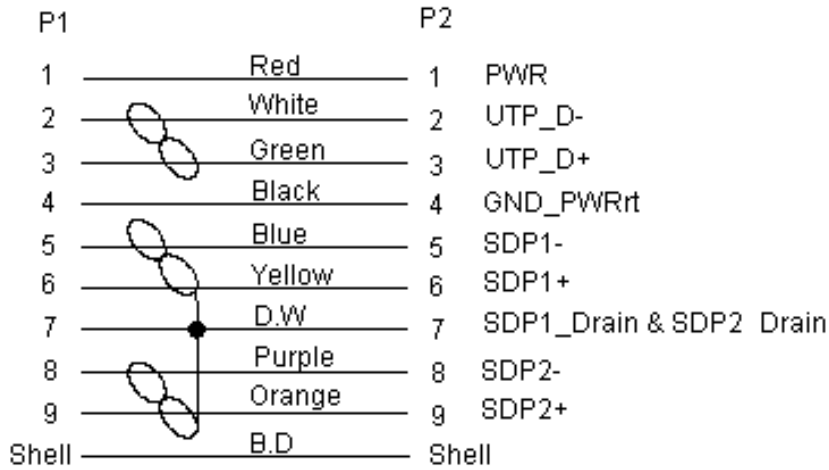 P1 P2
1 Red 1 PWR
2 White 2 UTP_D-
3 Green 3 UTP_D+
4 Black 4 GND_PWRrt
5 Blue 5 SDP1-
6 Yellow 6 SDP1+
7 D.W 7 SDP1_Drain & SDP2 Drain
8 Purple 8 SDP2-
9 Orange 9 SDP2+
Shell B.D Shell